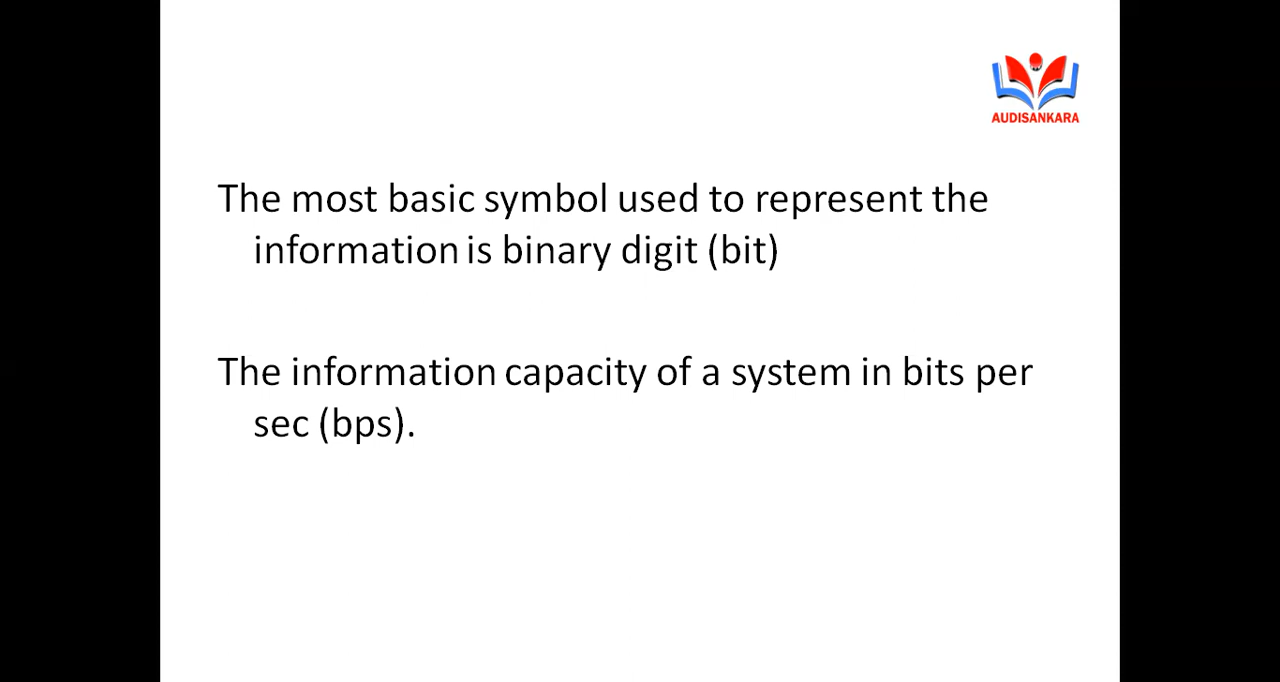 AUDISANKARA
The most basic symbol used to represent the
information is binary digit (bit)
The information capacity of a system in bits per
sec (bps).